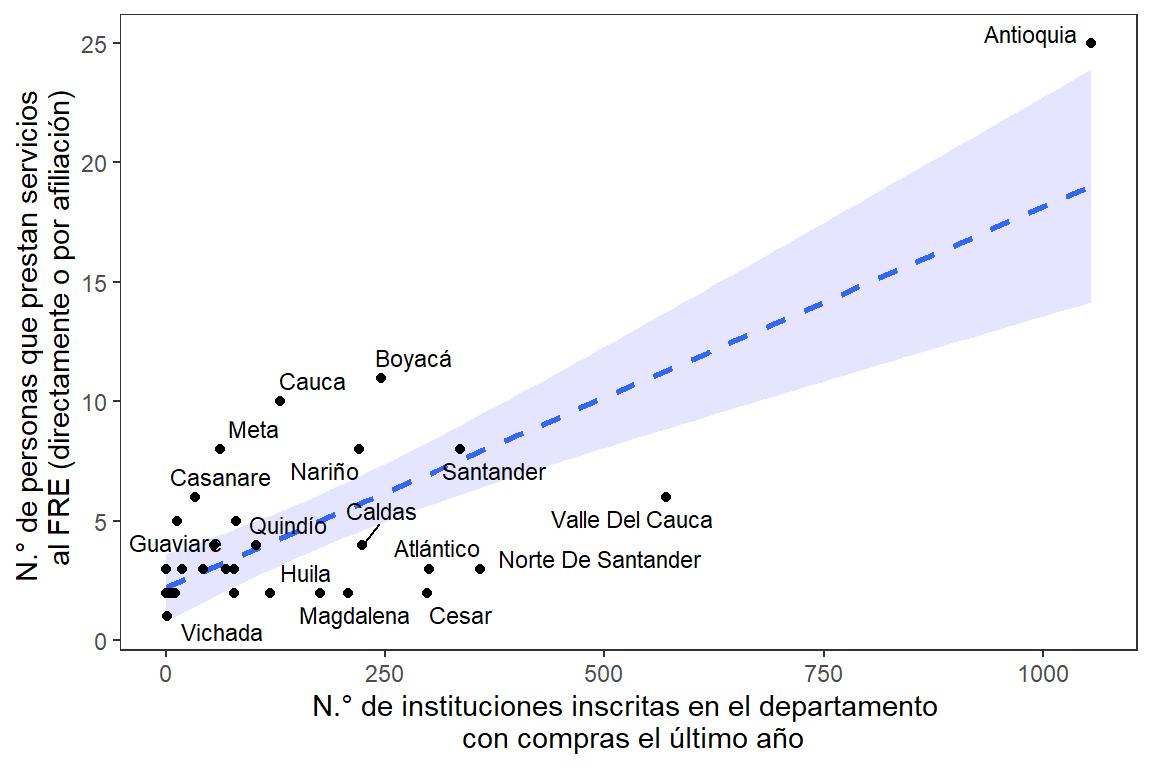 N.° de personas que prestan servicios
al FRE (directamente o por afiliación)
25
20
15
10
5
0
Antioquia
Boyacá
Cauca
Meta
Nariño
Santander
Casanare
Valle Del Cauca
Caldas
Quindío
Guaviare
Atlántico
Norte De Santander
Huila
Magdalena
Cesar
Vichada
0
250
500
750
1000
N.° de instituciones inscritas en el departamento
con compras el último año